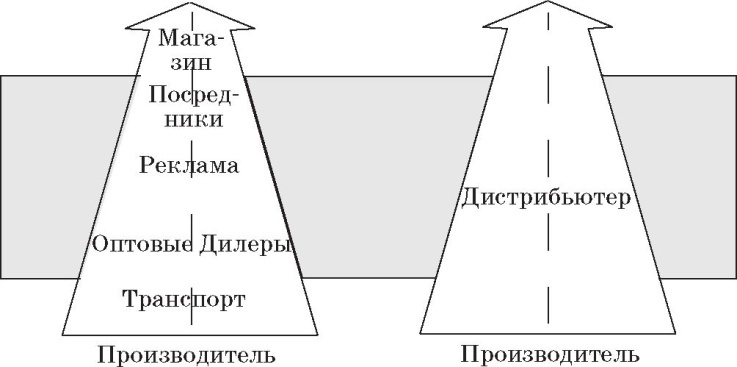 Мага-
зин
Посред-
ники
Реклама
Оптовые Дилеры
Транспорт
Производитель
Дистрибьютер
Производитель